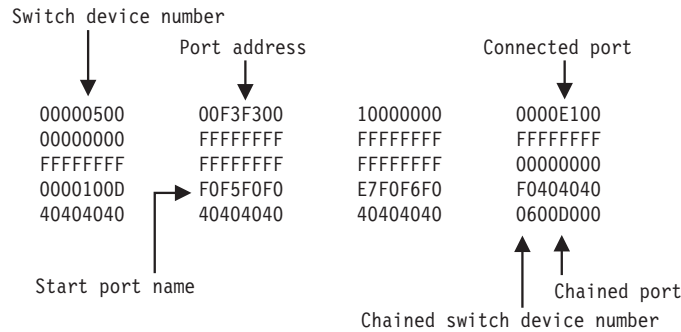 Switch device number
Port address
Connected port
00000500 00F3F300 10000000 0000E100
00000000 FFFFFFFF FFFFFFFF FFFFFFFF
FFFFFFFF FFFFFFFF FFFFFFFF 00000000
0000100D F0F5F0F0 E7F0F6F0 F0404040
40404040 40404040 40404040 0600D000
Start port name
Chained port
Chained switch device number